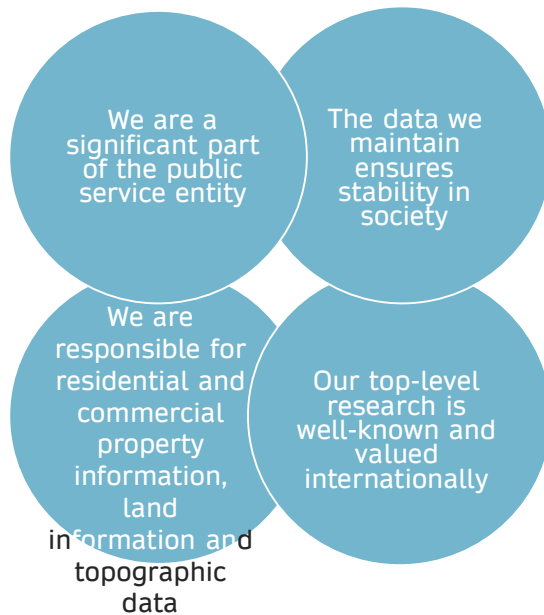 We are a
significant part
of the public
service entity
The data we
maintain
ensures
stability in
society
We are
responsible for
residential and
commercial
property
information,
land
information and
topographic
data
Our top-level
research is
well-known and
valued
internationally